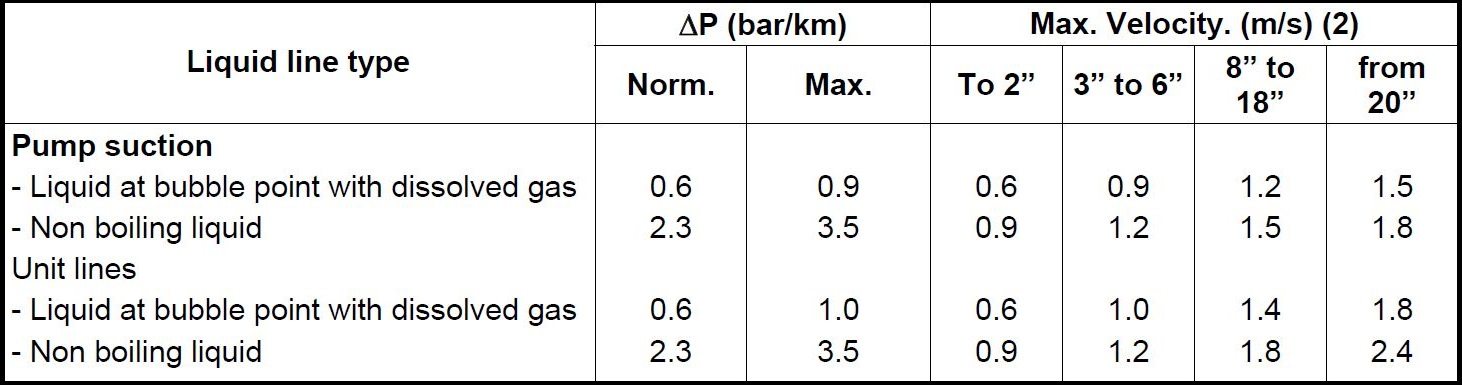 Liquid line type ΔP (bar/km) Max. Velocity. (m/s) (2)
Norm. Max. To 2” 3” to 6” 8” to 18” from 20”
Pump suction
- Liquid at bubble point with dissolved gas 0.6 0.9 0.6 0.9 1.2 1.5
- Non boiling liquid 2.3 3.5 0.9 1.2 1.5 1.8
Unit lines
- Liquid at bubble point with dissolved gas 0.6 1.0 0.6 1.0 1.4 1.8
- Non boiling liquid 2.3 3.5 0.9 1.2 1.8 2.4